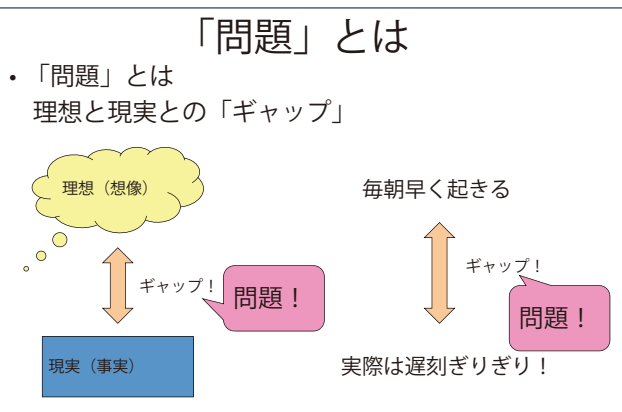 「問題」とは
・「問題」とは
理想と現実との「ギャップ」
理想（想像）
ギャップ！
問題！
現実（事実）
毎朝早く起きる
ギャップ！
問題！
実際は遅刻ぎりぎり！